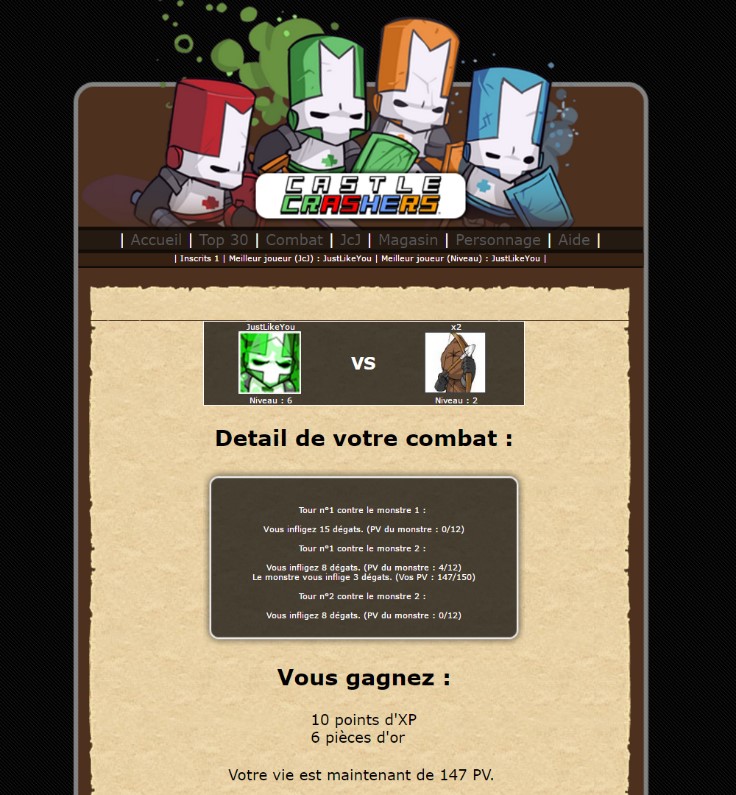 CASTLE
CRASHERS
| Accueil | Top 30 | Combat | JcJ | Magasin | Personnage | Aide |
| Inscrits 1 | Meilleur joueur (JcJ) : JustLikeYou | Meilleur joueur (Niveau) : JustLikeYou |
JustLikeYou
x2
VS
Niveau : 6
Niveau : 2
Detail de votre combat :
Tour n°1 contre le monstre 1 :
Vous infligez 15 dégats. (PV du monstre : 0/12)
Tour n°1 contre le monstre 2 :
Vous infligez 8 dégats. (PV du monstre : 4/12)
Le monstre vous inflige 3 dégats. (Vos PV : 147/150)
Tour n°2 contre le monstre 2 :
Vous infligez 8 dégats. (PV du monstre : 0/12)
Vous gagnez :
10 points d'XP
6 pièces d'or
Votre vie est maintenant de 147 PV.